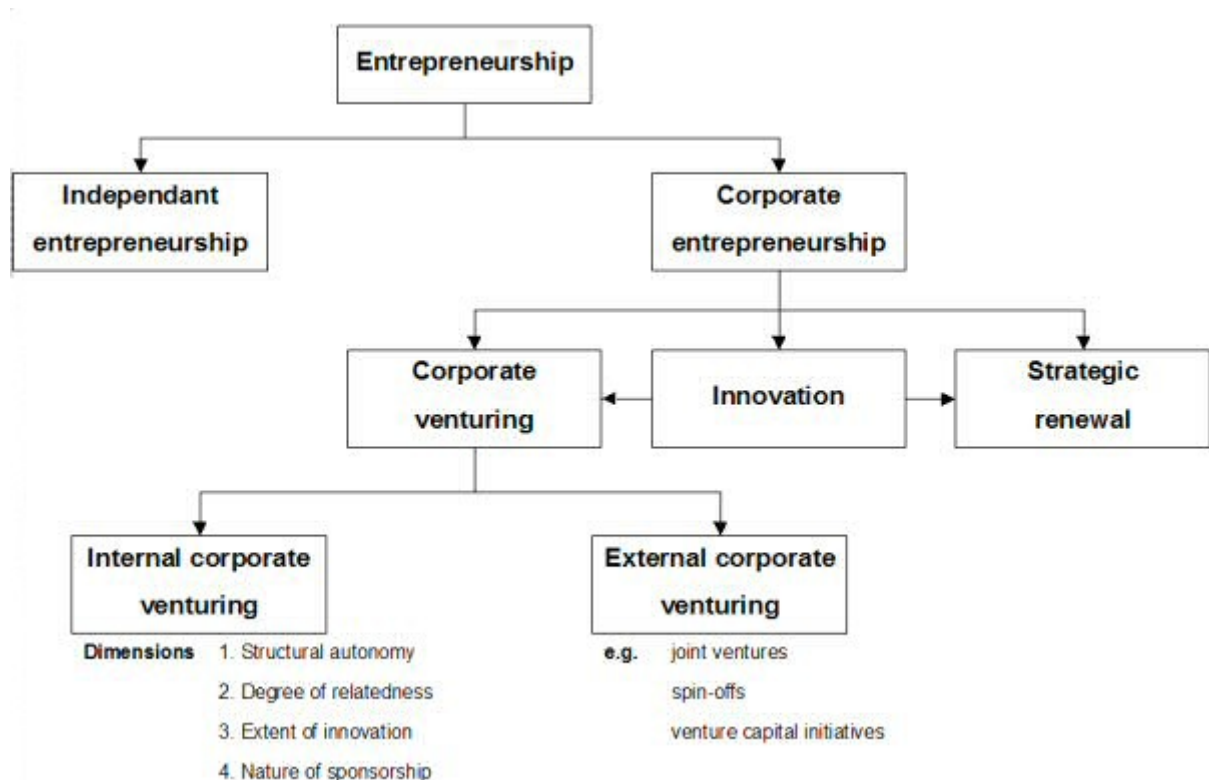 Entrepreneurship
Independant
entrepreneurship
Corporate
entrepreneurship
Corporate
venturing
Innovation
Strategic
renewal
Internal corporate
venturing
External corporate
venturing
Dimensions 1. Structural autonomy
2. Degree of relatedness
3. Extent of innovation
4. Nature of sponsorship
e.g. joint ventures
spin-offs
venture capital initiatives